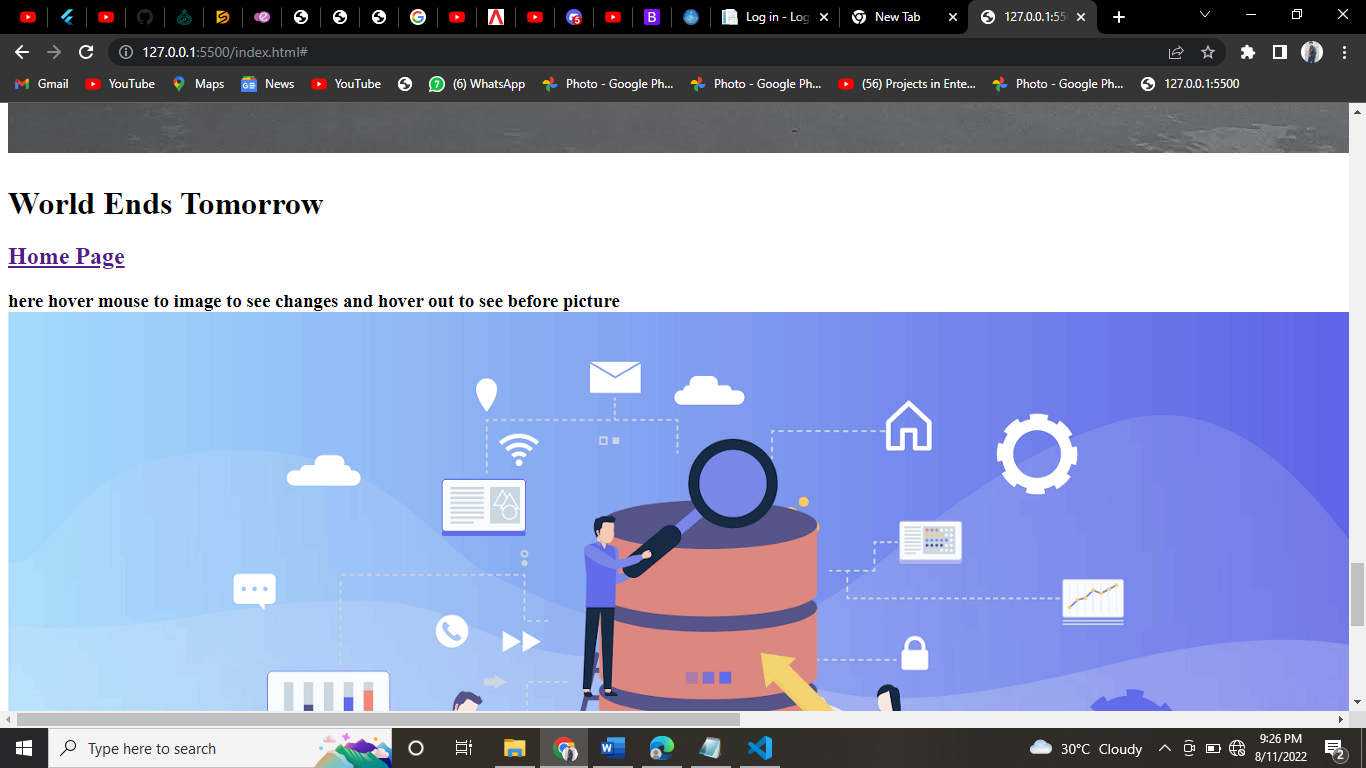 Log in - Log
New Tab
127.0.0.1:550
127.0.0.1:5500/index.html#
Gmail
YouTube
Maps
News
YouTube
(6) WhatsApp
Photo - Google Ph...
Photo - Google Ph...
(56) Projects in Ente...
Photo - Google Ph...
127.0.0.1:5500
World Ends Tomorrow
Home Page
here hover mouse to image to see changes and hover out to see before picture
Type here to search
30°C Cloudy
9:26 PM
8/11/2022
2